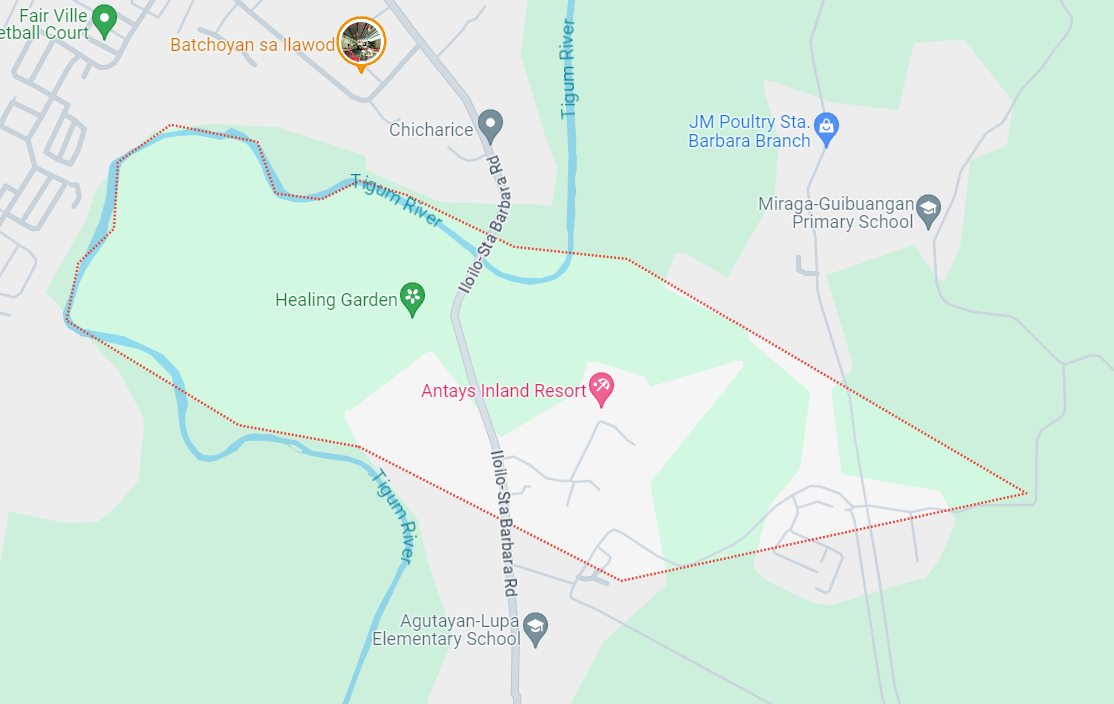 Fair Ville
etball Court
Batchoyan sa Ilawod
Tigum River
Chicharice
JM Poultry Sta.
Barbara Branch
Iloilo-Sta Barbara Rd
Tigum River
Miraga-Guibuangan
Primary School
Healing Garden
Antays Inland Resort
Iloilo-Sta Barbara Rd
Tigum River
Agutayan-Lupa
Elementary School